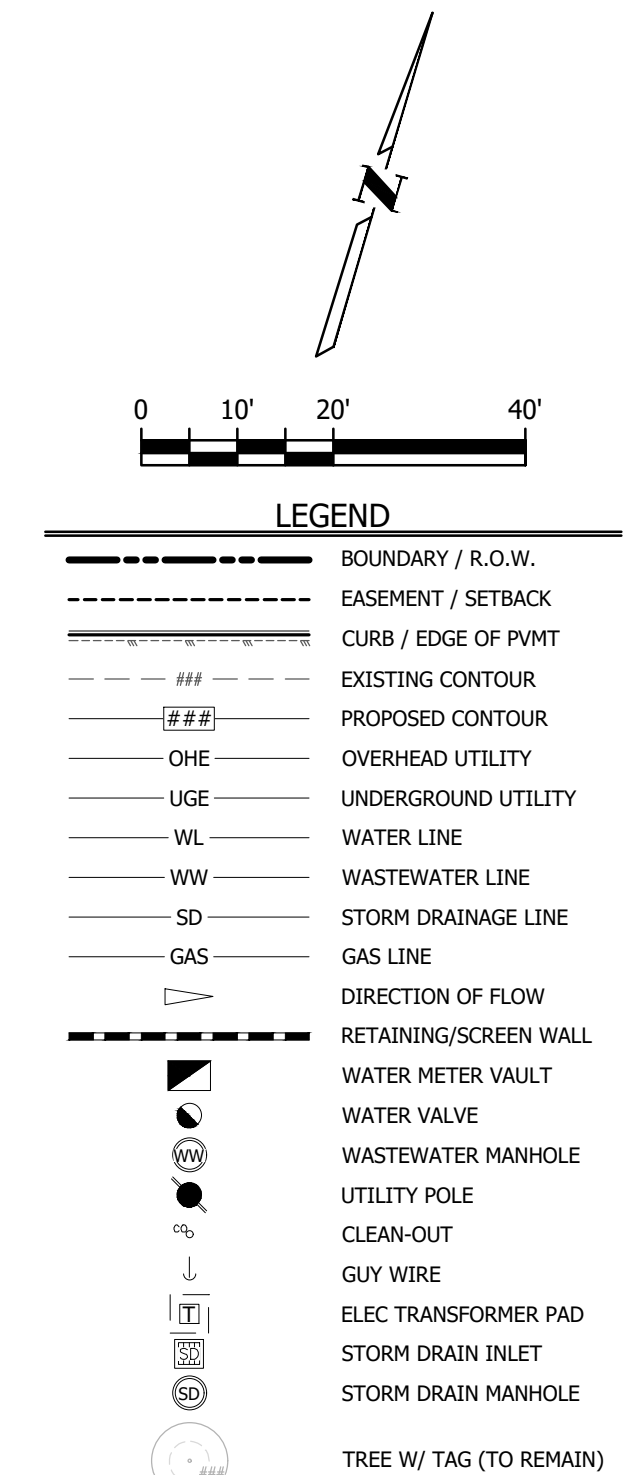 N
0 10' 20' 40'
LEGEND
BOUNDARY / R.O.W.
EASEMENT / SETBACK
CURB / EDGE OF PVMT
### EXISTING CONTOUR
### PROPOSED CONTOUR
OHE OVERHEAD UTILITY
UGE UNDERGROUND UTILITY
WL WATER LINE
WW WASTEWATER LINE
SD STORM DRAINAGE LINE
GAS GAS LINE
DIRECTION OF FLOW
RETAINING/SCREEN WALL
WATER METER VAULT
WATER VALVE
WW WASTEWATER MANHOLE
UTILITY POLE
CO CLEAN-OUT
GUY WIRE
T ELEC TRANSFORMER PAD
SD STORM DRAIN INLET
SD STORM DRAIN MANHOLE
TREE W/ TAG (TO REMAIN)
###